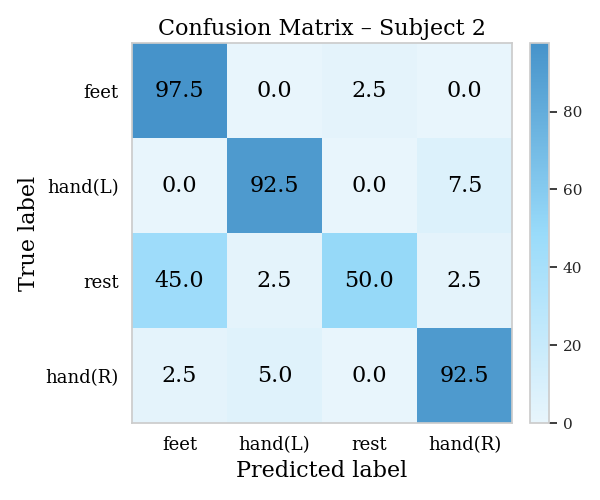 Confusion Matrix – Subject 2
feet 97.5 0.0 2.5 0.0
hand(L) 0.0 92.5 0.0 7.5
rest 45.0 2.5 50.0 2.5
hand(R) 2.5 5.0 0.0 92.5
feet hand(L) rest hand(R)
Predicted label
True label
80
60
40
20
0